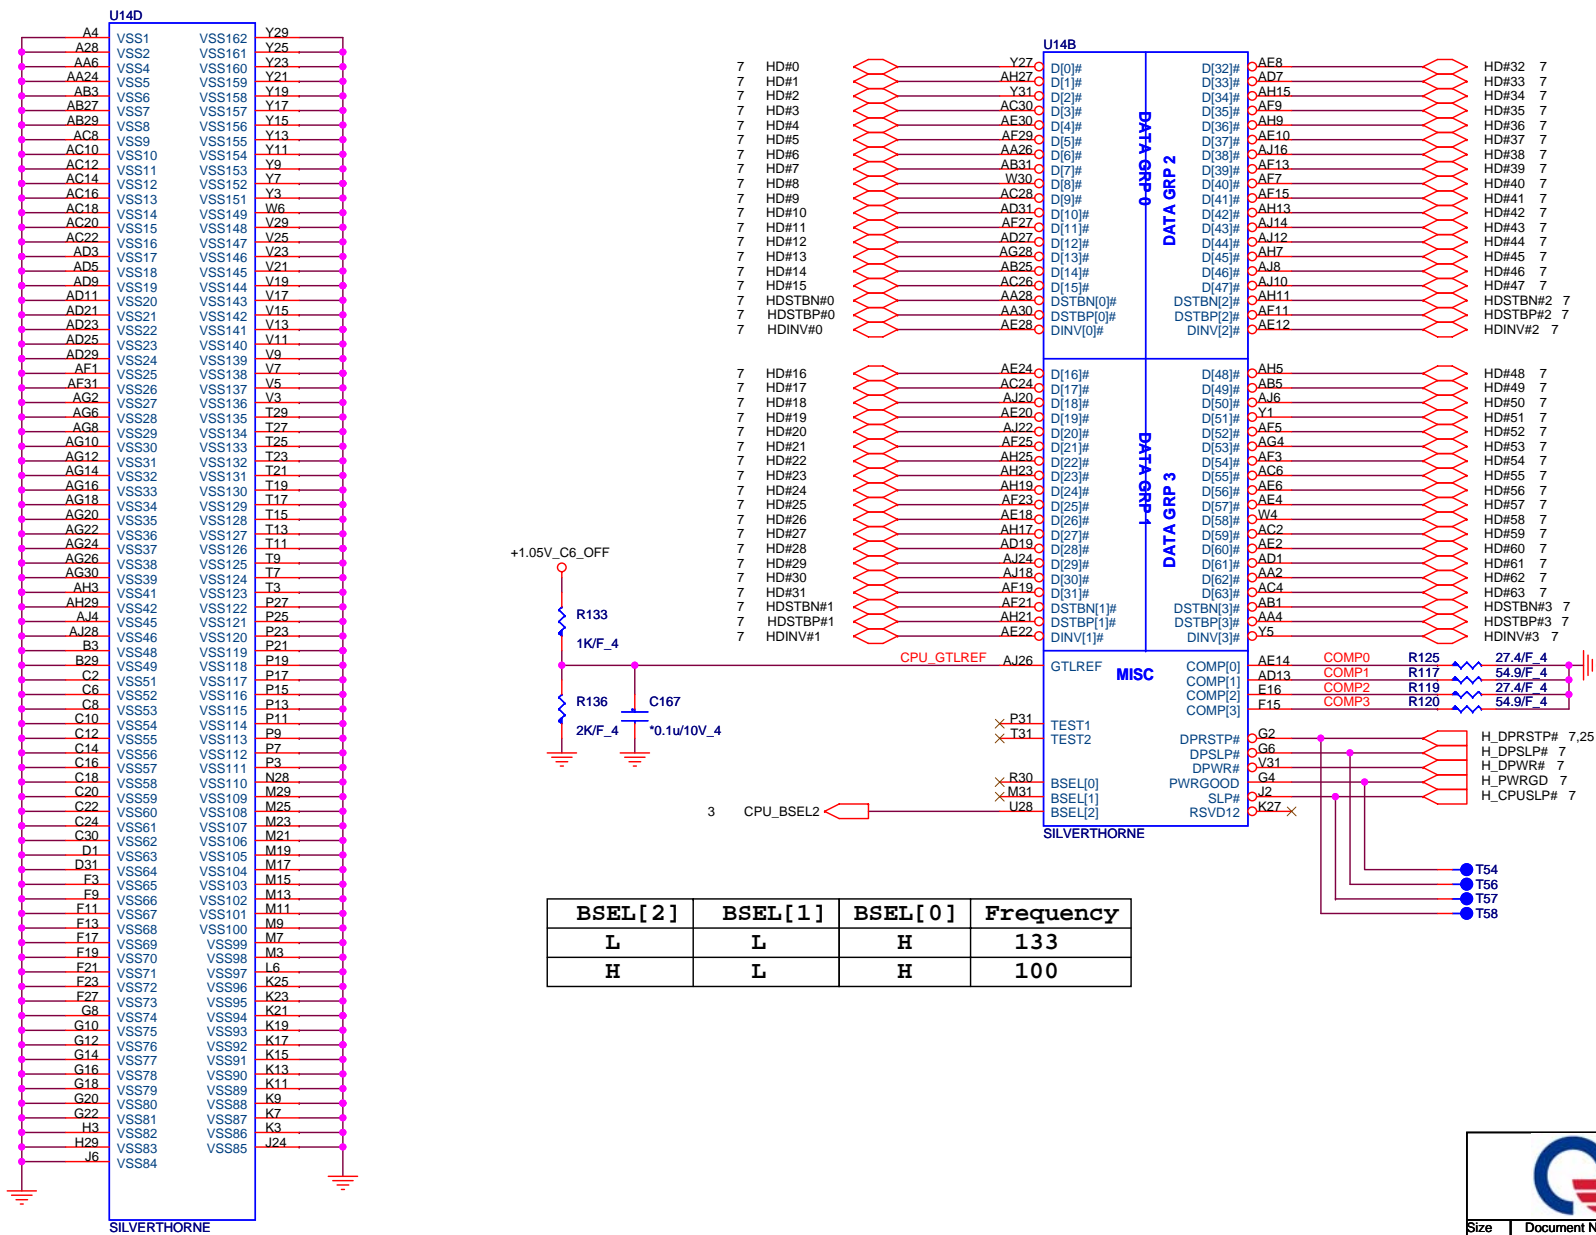 U14D
A4 VSS1 VSS162 Y29
A28 VSS2 VSS161 Y25
AA6 VSS4 VSS160 Y23
AA24 VSS5 VSS159 Y21
AB3 VSS6 VSS158 Y19
AB27 VSS7 VSS157 Y17
AB29 VSS8 VSS156 Y15
AC8 VSS9 VSS155 Y13
AC10 VSS10 VSS154 Y11
AC12 VSS11 VSS153 Y9
AC14 VSS12 VSS152 Y7
AC16 VSS13 VSS151 Y3
AC18 VSS14 VSS149 W6
AC20 VSS15 VSS148 V29
AC22 VSS16 VSS147 V25
AD3 VSS17 VSS146 V23
AD5 VSS18 VSS145 V21
AD9 VSS19 VSS144 V19
AD11 VSS20 VSS143 V17
AD21 VSS21 VSS142 V15
AD23 VSS22 VSS141 V13
AD25 VSS23 VSS140 V11
AD29 VSS24 VSS139 V9
AF1 VSS25 VSS138 V7
AF31 VSS26 VSS137 V5
AG2 VSS27 VSS136 V3
AG6 VSS28 VSS135 T29
AG8 VSS29 VSS134 T27
AG10 VSS30 VSS133 T25
AG12 VSS31 VSS132 T23
AG14 VSS32 VSS131 T21
AG16 VSS33 VSS130 T19
AG18 VSS34 VSS129 T17
AG20 VSS35 VSS128 T15
AG22 VSS36 VSS127 T13
AG24 VSS37 VSS126 T11
AG26 VSS38 VSS125 T9
AG30 VSS39 VSS124 T7
AH3 VSS41 VSS123 T3
AH29 VSS42 VSS122 P27
AJ4 VSS45 VSS121 P25
AJ28 VSS46 VSS120 P23
B3 VSS48 VSS119 P21
B29 VSS49 VSS118 P19
C2 VSS51 VSS117 P17
C6 VSS52 VSS116 P15
C8 VSS53 VSS115 P13
C10 VSS54 VSS114 P11
C12 VSS55 VSS113 P9
C14 VSS56 VSS112 P7
C16 VSS57 VSS111 P3
C18 VSS58 VSS110 N28
C20 VSS59 VSS109 M29
C22 VSS60 VSS108 M25
C24 VSS61 VSS107 M23
C30 VSS62 VSS106 M21
D1 VSS63 VSS105 M19
D31 VSS64 VSS104 M17
F3 VSS65 VSS103 M15
F9 VSS66 VSS102 M13
F11 VSS67 VSS101 M11
F13 VSS68 VSS100 M9
F17 VSS69 VSS99 M7
F19 VSS70 VSS98 M3
F21 VSS71 VSS97 L6
F23 VSS72 VSS96 K25
F27 VSS73 VSS95 K23
G8 VSS74 VSS94 K21
G10 VSS75 VSS93 K19
G12 VSS76 VSS92 K17
G14 VSS77 VSS91 K15
G16 VSS78 VSS90 K13
G18 VSS79 VSS89 K11
G20 VSS80 VSS88 K9
G22 VSS81 VSS87 K7
H3 VSS82 VSS86 K3
H29 VSS83 VSS85 J24
J6 VSS84
SILVERTHORNE
U14B
7 HD#0 Y27 D[0]# D[32]# AE8 HD#32 7
7 HD#1 AH27 D[1]# D[33]# AD7 HD#33 7
7 HD#2 Y31 D[2]# D[34]# AH15 HD#34 7
7 HD#3 AC30 D[3]# D[35]# AF9 HD#35 7
7 HD#4 AE30 D[4]# D[36]# AH9 HD#36 7
7 HD#5 AF29 D[5]# D[37]# AE10 HD#37 7
7 HD#6 AA26 D[6]# D[38]# AJ16 HD#38 7
7 HD#7 AB31 D[7]# D[39]# AF13 HD#39 7
7 HD#8 W30 D[8]# D[40]# AF7 HD#40 7
7 HD#9 AC28 D[9]# D[41]# AF15 HD#41 7
7 HD#10 AD31 D[10]# D[42]# AH13 HD#42 7
7 HD#11 AF27 D[11]# D[43]# AJ14 HD#43 7
7 HD#12 AD27 D[12]# D[44]# AJ12 HD#44 7
7 HD#13 AG28 D[13]# D[45]# AH7 HD#45 7
7 HD#14 AB25 D[14]# D[46]# AJ8 HD#46 7
7 HD#15 AC26 D[15]# D[47]# AJ10 HD#47 7
7 HDSTBN#0 AA28 DSTBN[0]# DSTBN[2]# AH11 HDSTBN#2 7
7 HDSTBP#0 AA30 DSTBP[0]# DSTBP[2]# AF11 HDSTBP#2 7
7 HDINV#0 AE28 DINV[0]# DINV[2]# AE12 HDINV#2 7
DATA GRP 0
DATA GRP 2
7 HD#16 AE24 D[16]# D[48]# AH5 HD#48 7
7 HD#17 AC24 D[17]# D[49]# AB5 HD#49 7
7 HD#18 AJ20 D[18]# D[50]# AJ6 HD#50 7
7 HD#19 AE20 D[19]# D[51]# Y1 HD#51 7
7 HD#20 AJ22 D[20]# D[52]# AF5 HD#52 7
7 HD#21 AF25 D[21]# D[53]# AG4 HD#53 7
7 HD#22 AH25 D[22]# D[54]# AF3 HD#54 7
7 HD#23 AH23 D[23]# D[55]# AC6 HD#55 7
7 HD#24 AH19 D[24]# D[56]# AE6 HD#56 7
7 HD#25 AF23 D[25]# D[57]# AE4 HD#57 7
7 HD#26 AE18 D[26]# D[58]# W4 HD#58 7
7 HD#27 AH17 D[27]# D[59]# AC2 HD#59 7
7 HD#28 AD19 D[28]# D[60]# AE2 HD#60 7
7 HD#29 AJ24 D[29]# D[61]# AD1 HD#61 7
7 HD#30 AJ18 D[30]# D[62]# AA2 HD#62 7
7 HD#31 AF19 D[31]# D[63]# AC4 HD#63 7
7 HDSTBN#1 AF21 DSTBN[1]# DSTBN[3]# AB1 HDSTBN#3 7
7 HDSTBP#1 AH21 DSTBP[1]# DSTBP[3]# AA4 HDSTBP#3 7
7 HDINV#1 AE22 DINV[1]# DINV[3]# Y5 HDINV#3 7
DATA GRP 1
DATA GRP 3
+1.05V_C6_OFF
R133
1K/F_4
R136
2K/F_4
C167
*0.1u/10V_4
CPU_GTLREF AJ26 GTLREF
MISC
COMP[0] AE14 COMP0 R125 27.4/F_4
COMP[1] AD13 COMP1 R117 54.9/F_4
COMP[2] E16 COMP2 R119 27.4/F_4
COMP[3] F15 COMP3 R120 54.9/F_4
P31 TEST1
T31 TEST2
DPRSTP# G2 H_DPRSTP# 7,25
DPSLP# G6 H_DPSLP# 7
DPWR# V31 H_DPWR# 7
R30 BSEL[0] PWRGOOD G4 H_PWRGD 7
M31 BSEL[1] SLP# J2 H_CPUSLP# 7
3 CPU_BSEL2 U28 BSEL[2] RSVD12 K27
SILVERTHORNE
T54
T56
T57
T58
BSEL[2] BSEL[1] BSEL[0] Frequency
L L H 133
H L H 100
Size Document N